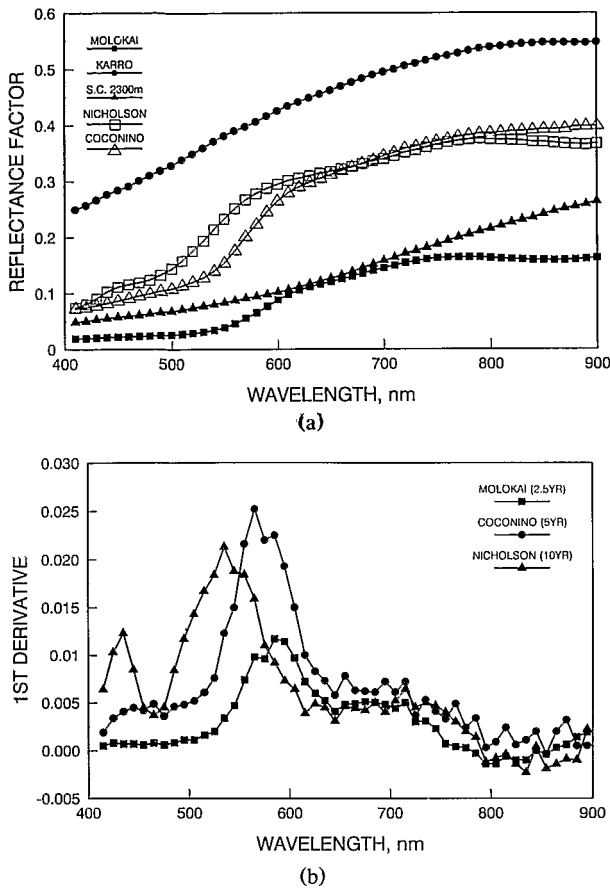 0.6
0.5
0.4
0.3
0.2
0.1
0
REFLECTANCE FACTOR
MOLOKAI
KARRO
S.C. 2300m
NICHOLSON
COCONINO
400 500 600 700 800 900
WAVELENGTH, nm
(a)
0.030
0.025
0.020
0.015
0.010
0.005
0.000
-0.005
1ST DERIVATIVE
MOLOKAI (2.5YR)
COCONINO (5YR)
NICHOLSON (10YR)
400 500 600 700 800 900
WAVELENGTH, nm
(b)